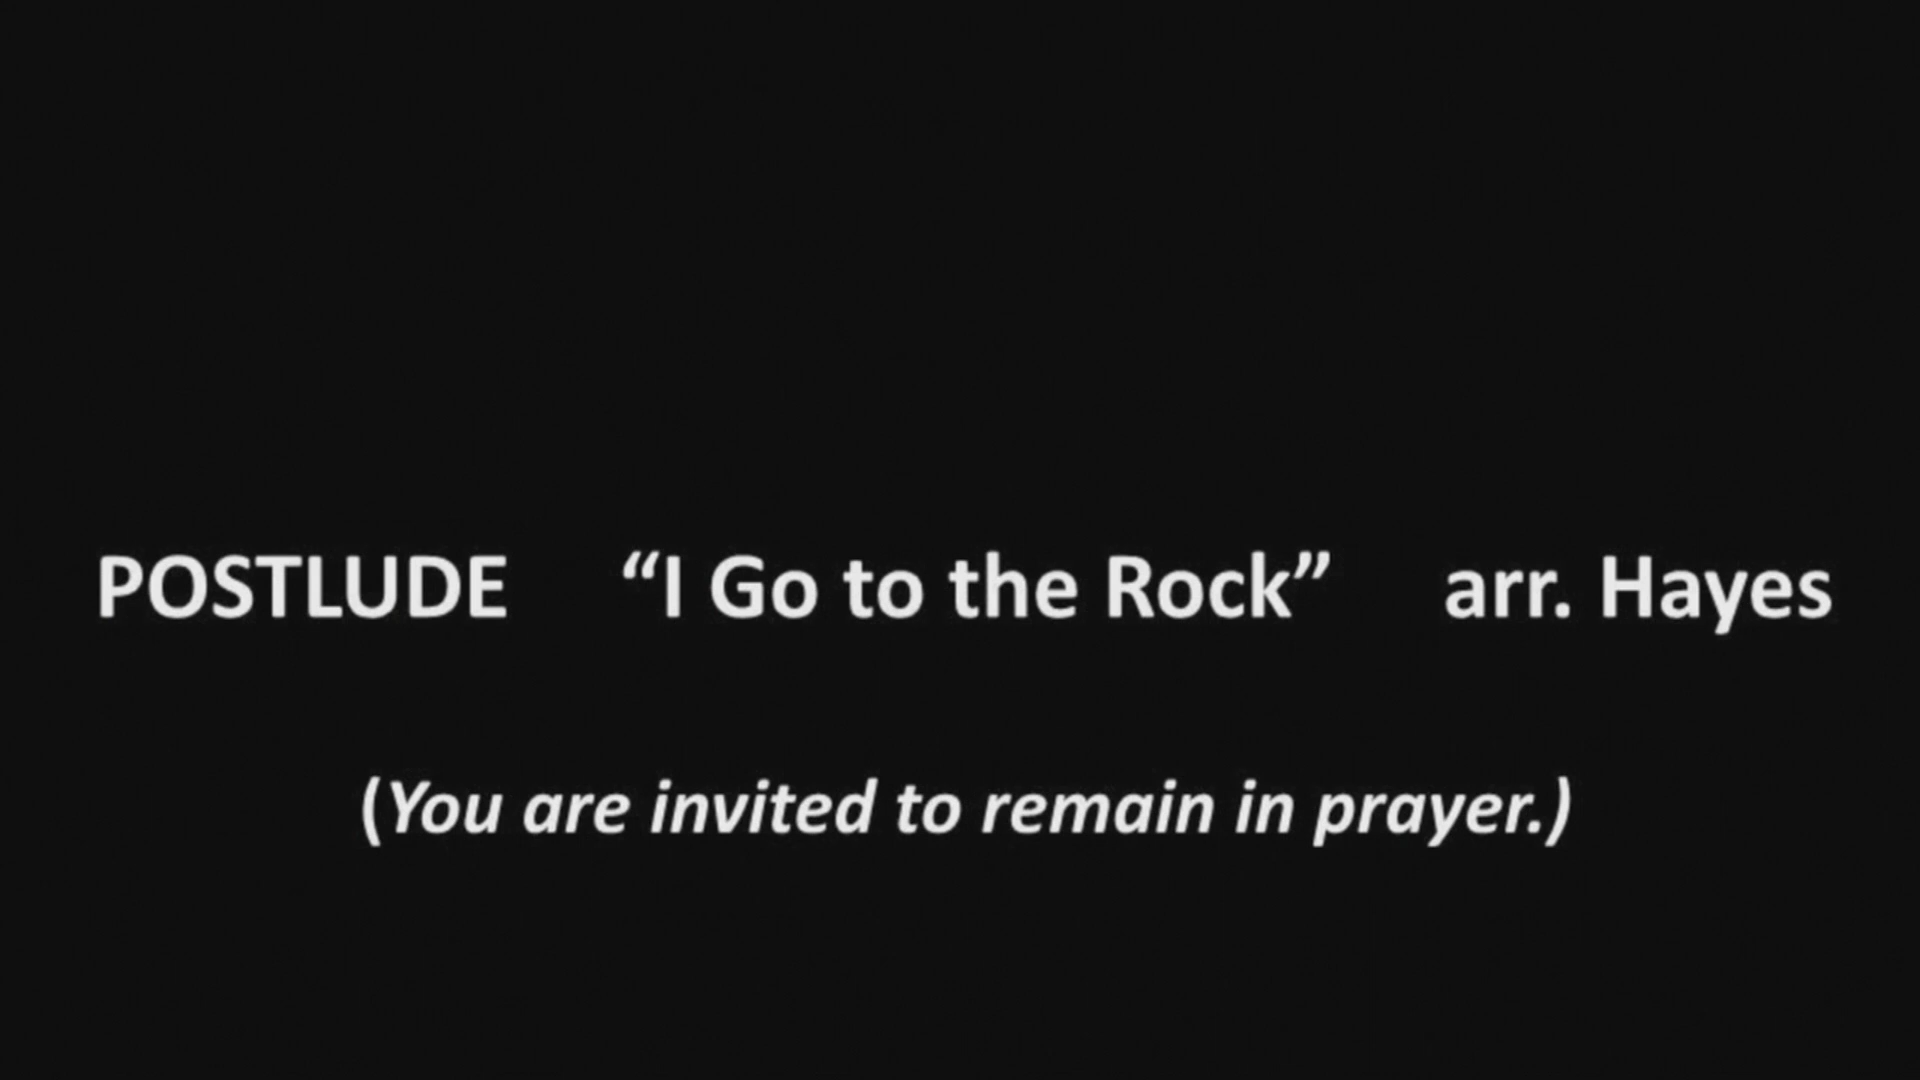 POSTLUDE “I Go to the Rock” arr. Hayes
(You are invited to remain in prayer.)